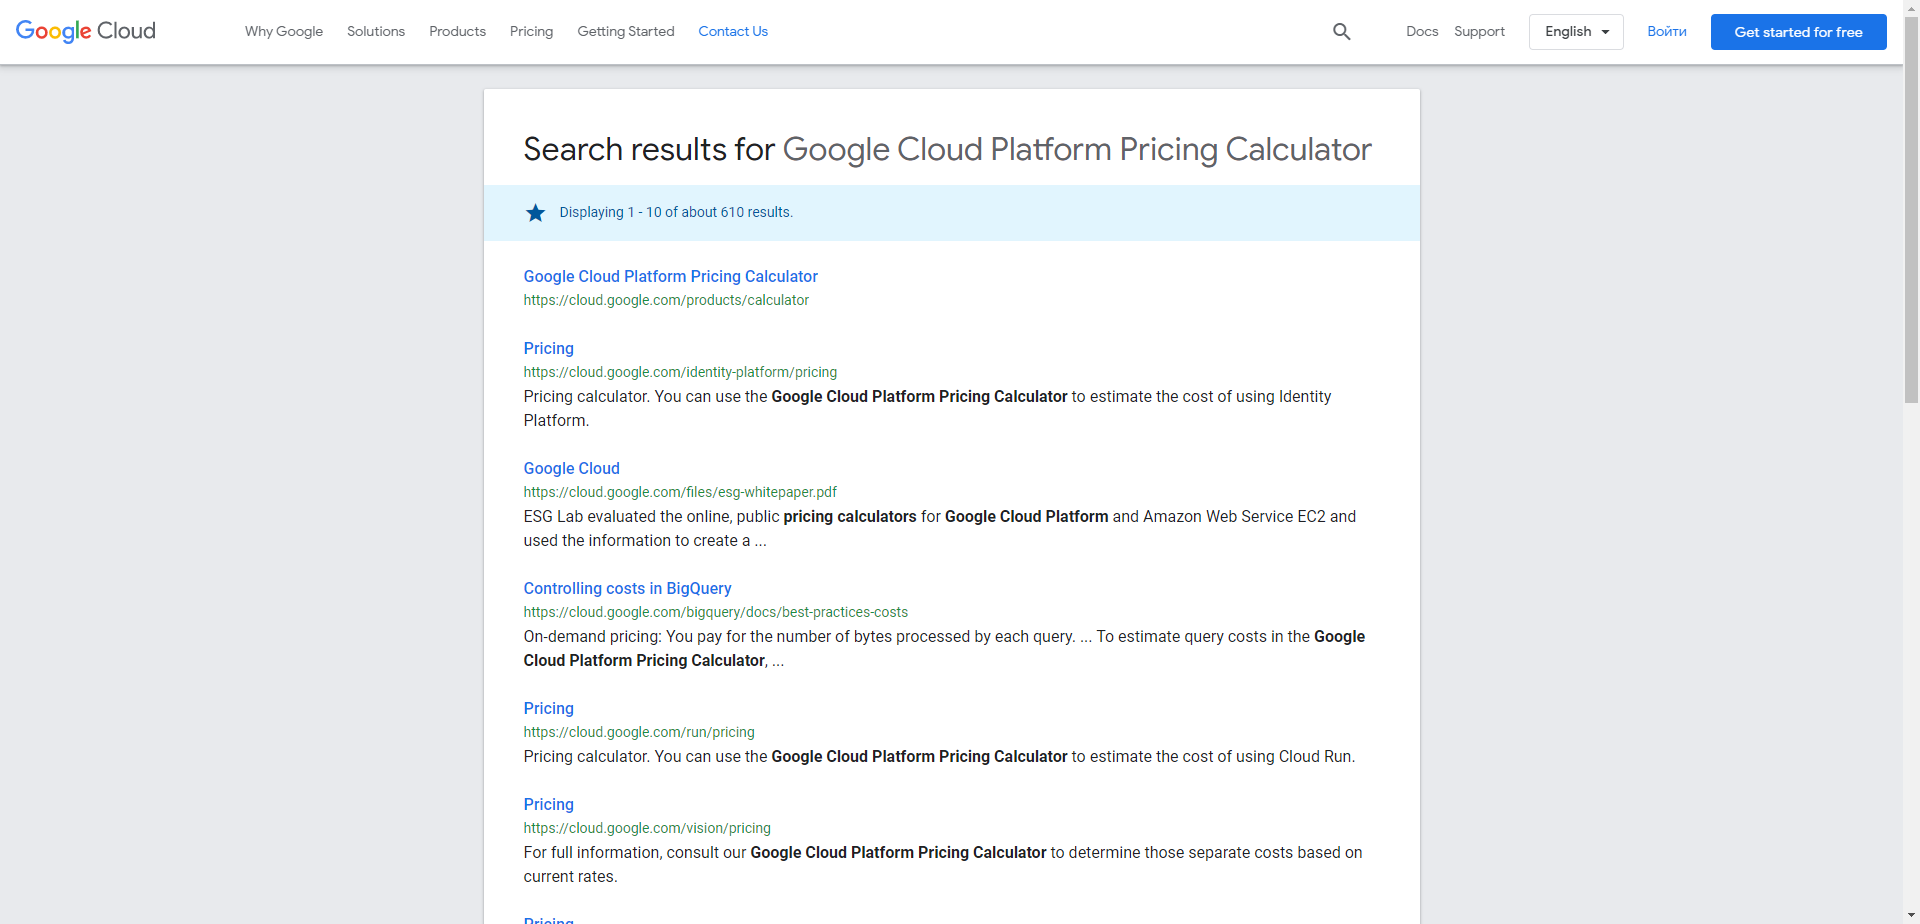 Google Cloud
Why Google
Solutions
Products
Pricing
Getting Started
Contact Us
Docs
Support
English
Войти
Get started for free
Search results for Google Cloud Platform Pricing Calculator
Displaying 1 - 10 of about 610 results.
Google Cloud Platform Pricing Calculator
https://cloud.google.com/products/calculator
Pricing
https://cloud.google.com/identity-platform/pricing
Pricing calculator. You can use the Google Cloud Platform Pricing Calculator to estimate the cost of using Identity
Platform.
Google Cloud
https://cloud.google.com/files/esg-whitepaper.pdf
ESG Lab evaluated the online, public pricing calculators for Google Cloud Platform and Amazon Web Service EC2 and
used the information to create a ...
Controlling costs in BigQuery
https://cloud.google.com/bigquery/docs/best-practices-costs
On-demand pricing: You pay for the number of bytes processed by each query. ... To estimate query costs in the Google
Cloud Platform Pricing Calculator, ...
Pricing
https://cloud.google.com/run/pricing
Pricing calculator. You can use the Google Cloud Platform Pricing Calculator to estimate the cost of using Cloud Run.
Pricing
https://cloud.google.com/vision/pricing
For full information, consult our Google Cloud Platform Pricing Calculator to determine those separate costs based on
current rates.
Pricing